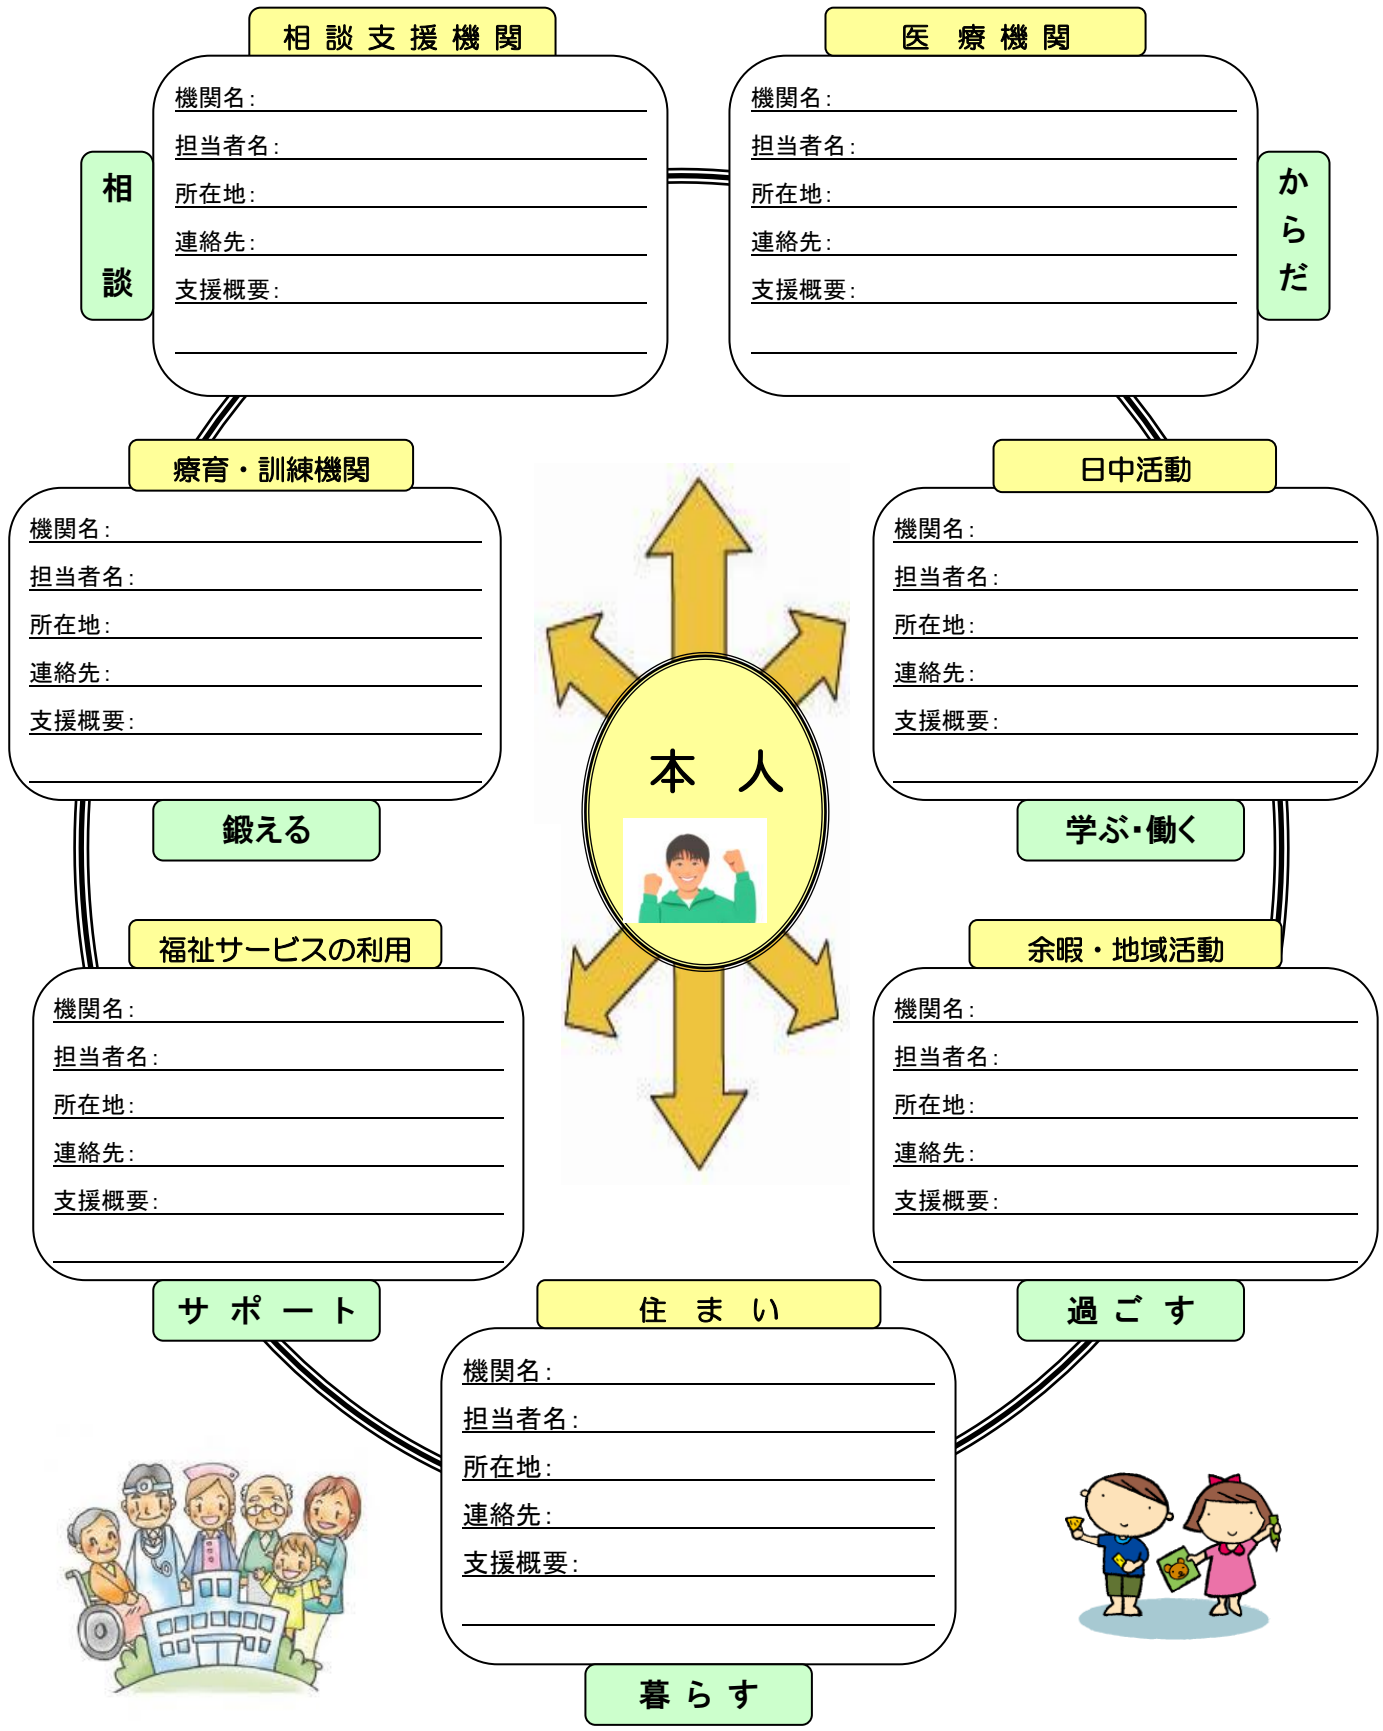 相談支援機関
機関名:
担当者名:
所在地:
連絡先:
支援概要:
相談
医療機関
機関名:
担当者名:
所在地:
連絡先:
支援概要:
からだ
療育・訓練機関
機関名:
担当者名:
所在地:
連絡先:
支援概要:
鍛える
日中活動
機関名:
担当者名:
所在地:
連絡先:
支援概要:
学ぶ・働く
本人
福祉サービスの利用
機関名:
担当者名:
所在地:
連絡先:
支援概要:
サポート
余暇・地域活動
機関名:
担当者名:
所在地:
連絡先:
支援概要:
過ごす
住まい
機関名:
担当者名:
所在地:
連絡先:
支援概要:
暮らす